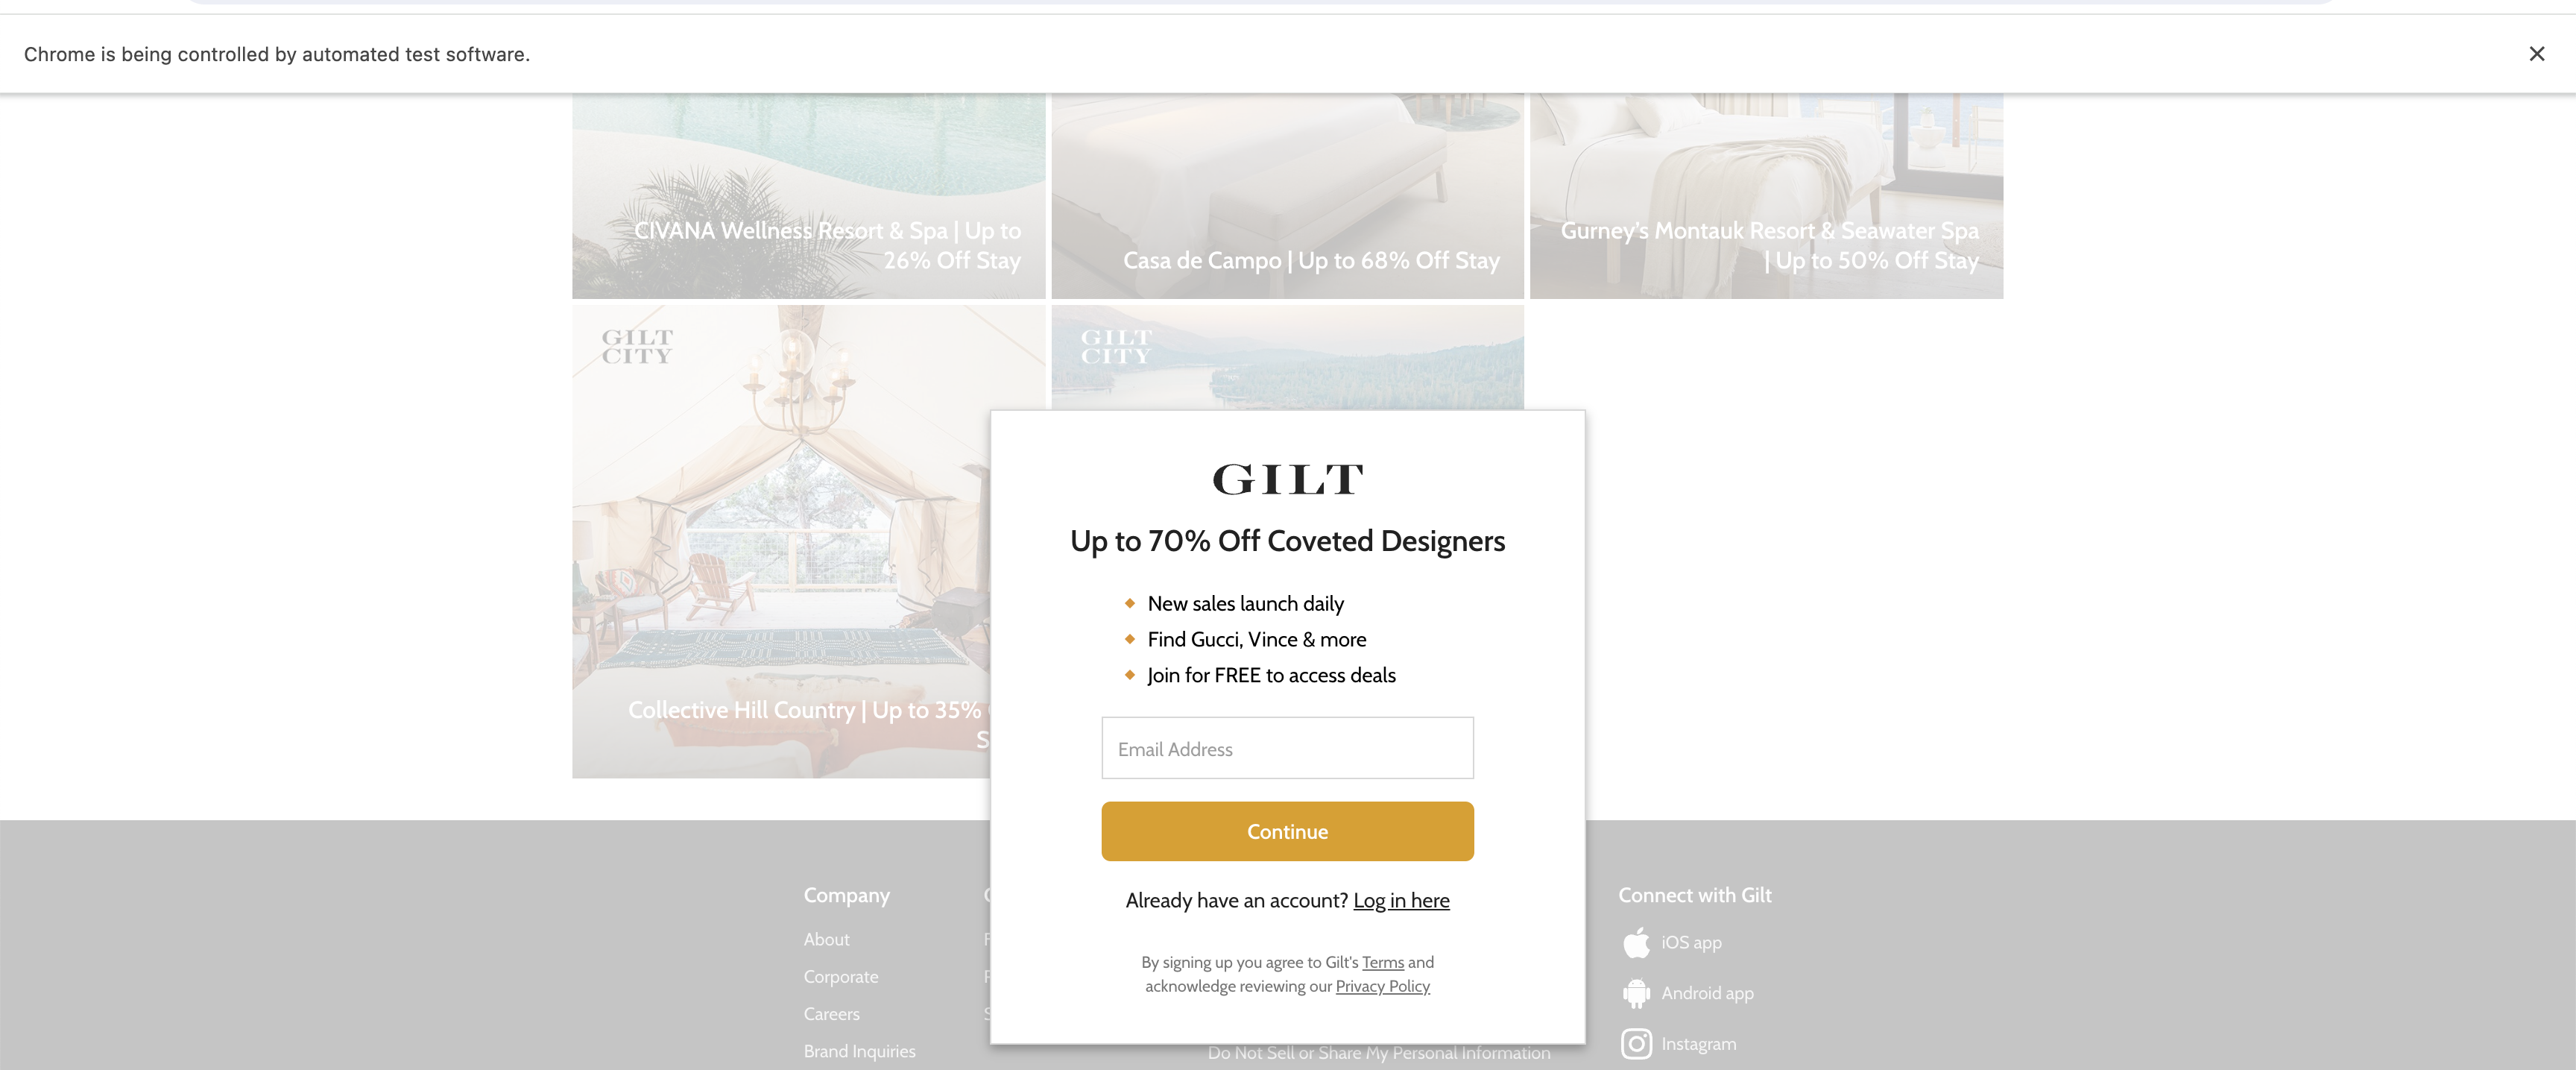 Chrome is being controlled by automated test software.
CIVANA Wellness Resort & Spa | Up to
26% Off Stay
Casa de Campo | Up to 68% Off Stay
Gurney's Montauk Resort & Seawater Spa
| Up to 50% Off Stay
GILT
CITY
GILT
CITY
Collective Hill Country | Up to 35%
GILT
Up to 70% Off Coveted Designers
New sales launch daily
Find Gucci, Vince & more
Join for FREE to access deals
Email Address
Continue
Already have an account? Log in here
By signing up you agree to Gilt's Terms and
acknowledge reviewing our Privacy Policy
Company
About
Corporate
Careers
Brand Inquiries
Do Not Sell or Share My Personal Information
Connect with Gilt
iOS app
Android app
Instagram